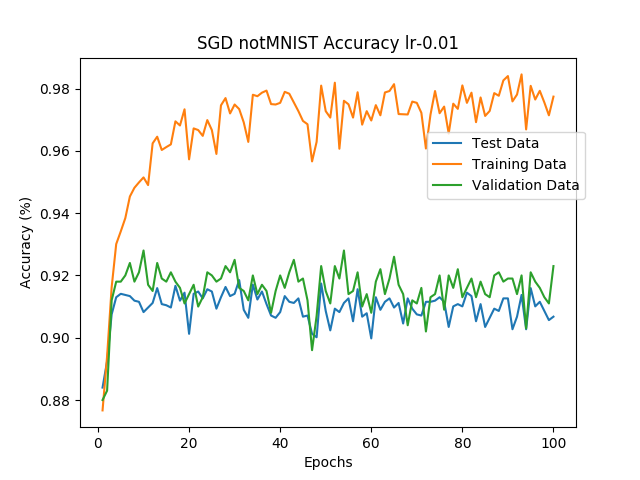 SGD notMNIST Accuracy lr-0.01
Accuracy (%)
0.98
0.96
0.94
0.92
0.90
0.88
Test Data
Training Data
Validation Data
0 20 40 60 80 100
Epochs